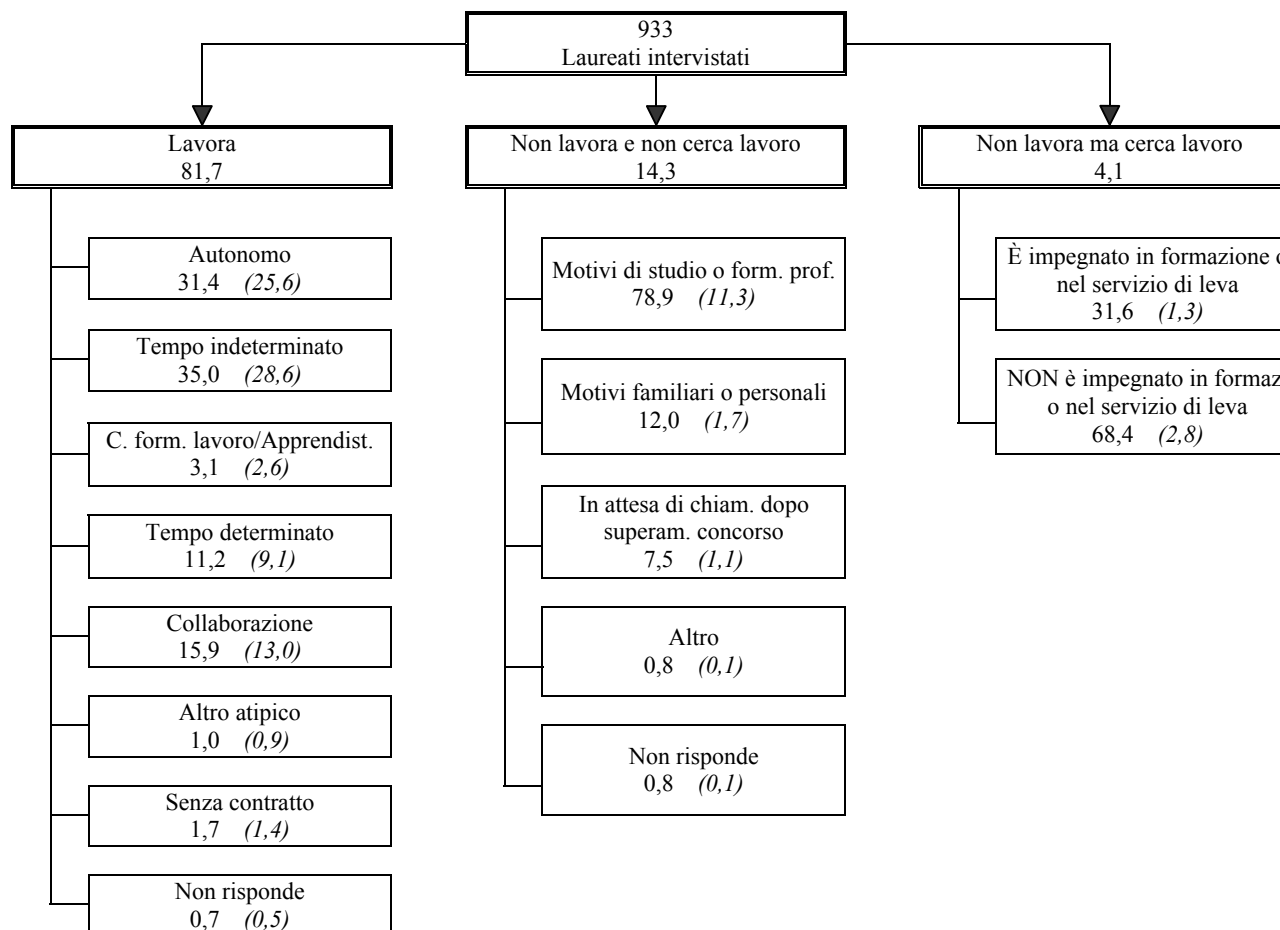 933
Laureati intervistati
Lavora
81,7
Non lavora e non cerca lavoro
14,3
Non lavora ma cerca lavoro
4,1
Autonomo
31,4 (25,6)
Tempo indeterminato
35,0 (28,6)
C. form. lavoro/Apprendist.
3,1 (2,6)
Tempo determinato
11,2 (9,1)
Collaborazione
15,9 (13,0)
Altro atipico
1,0 (0,9)
Senza contratto
1,7 (1,4)
Non risponde
0,7 (0,5)
Motivi di studio o form. prof.
78,9 (11,3)
Motivi familiari o personali
12,0 (1,7)
In attesa di chiam. dopo
superam. concorso
7,5 (1,1)
Altro
0,8 (0,1)
Non risponde
0,8 (0,1)
È impegnato in formazione
nel servizio di leva
31,6 (1,3)
NON è impegnato in
o nel servizio di leva
68,4 (2,8)